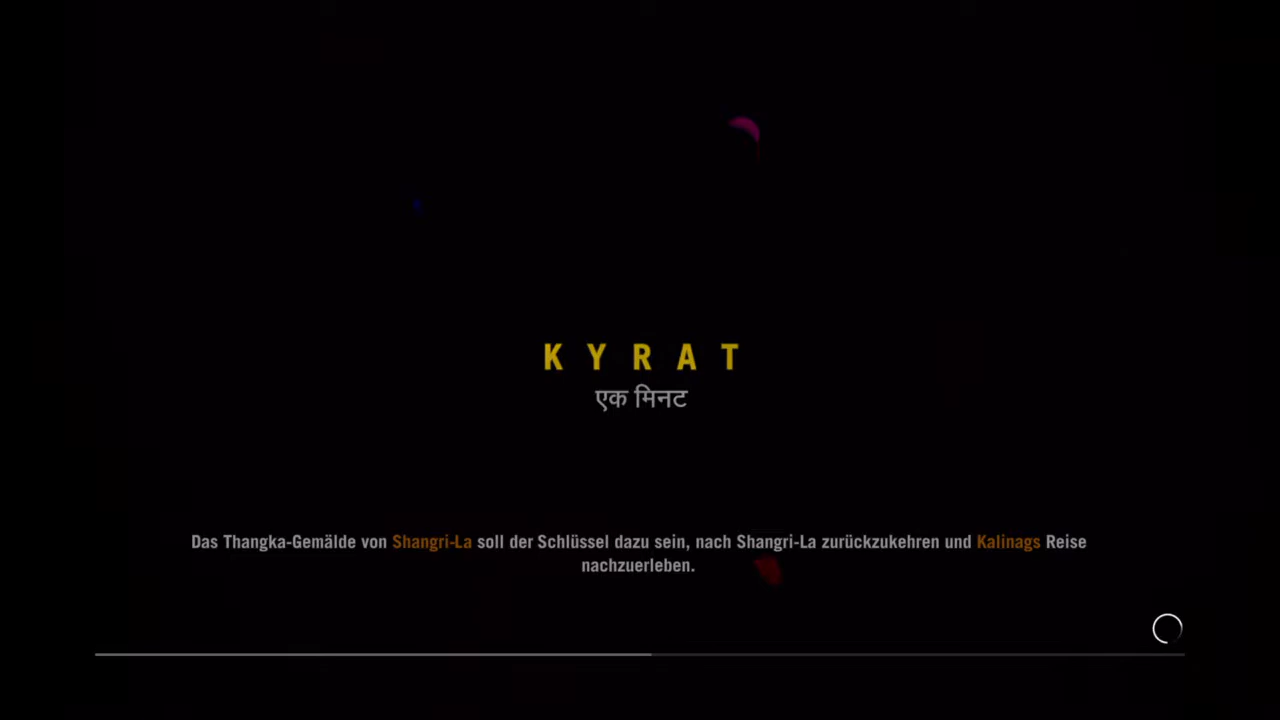 KYRAT
एक मिनट
Das Thangka-Gemälde von Shangri-La soll der Schlüssel dazu sein, nach Shangri-La zurückzukehren und Kalinags Reise
nachzuerleben.